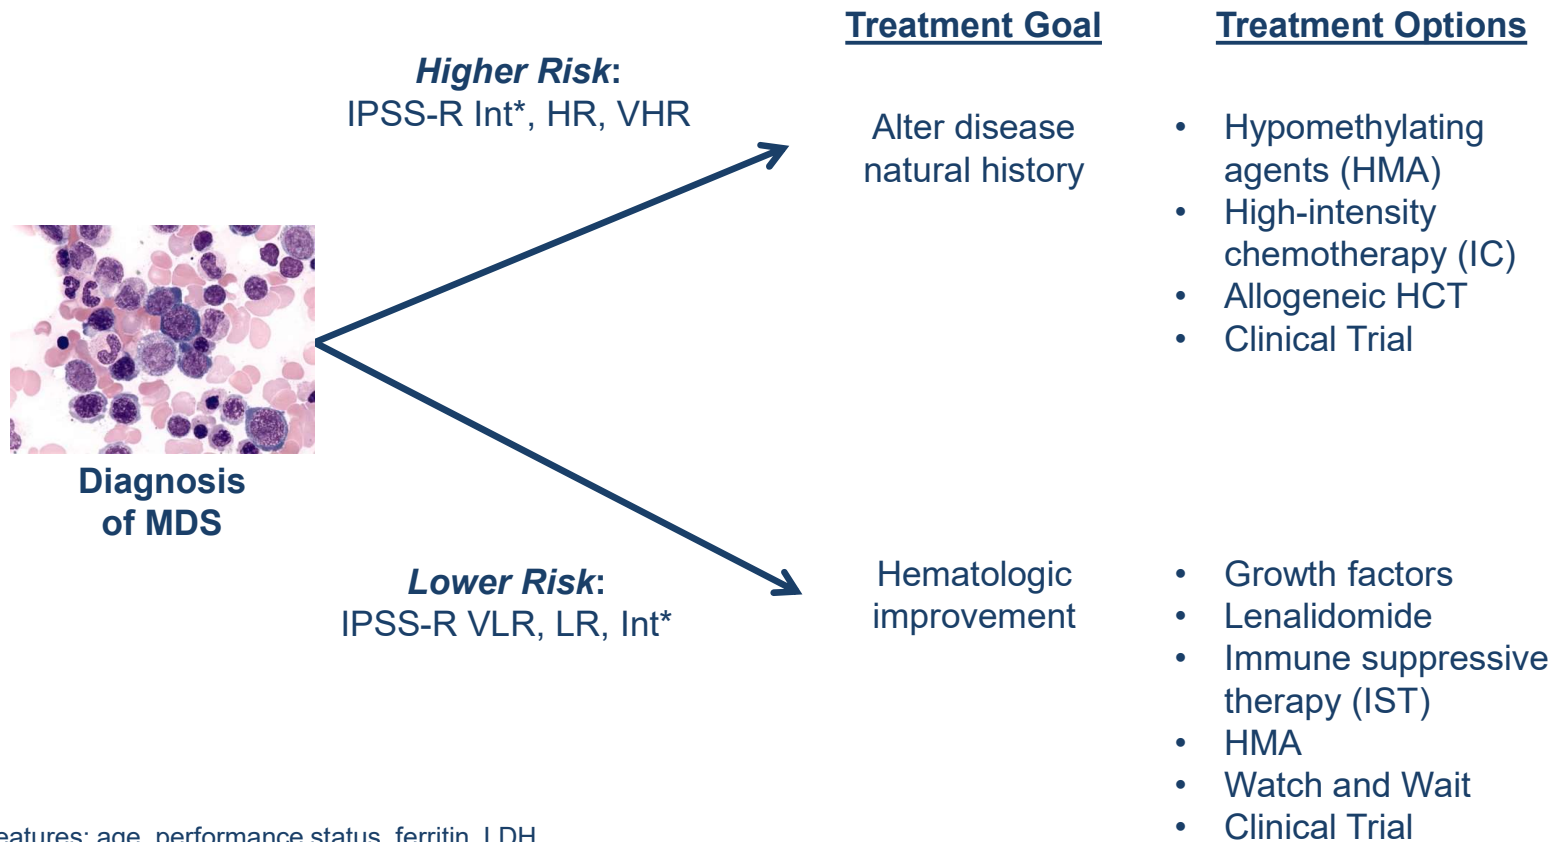 Treatment Goal
Treatment Options
Higher Risk:
IPSS-R Int*, HR, VHR
Alter disease
natural history
• Hypomethylating
agents (HMA)
• High-intensity
chemotherapy (IC)
• Allogeneic HCT
• Clinical Trial
Diagnosis
of MDS
Lower Risk:
IPSS-R VLR, LR, Int*
Hematologic
improvement
• Growth factors
• Lenalidomide
• Immune suppressive
therapy (IST)
• HMA
• Watch and Wait
• Clinical Trial
age, performance status, ferritin, LDH